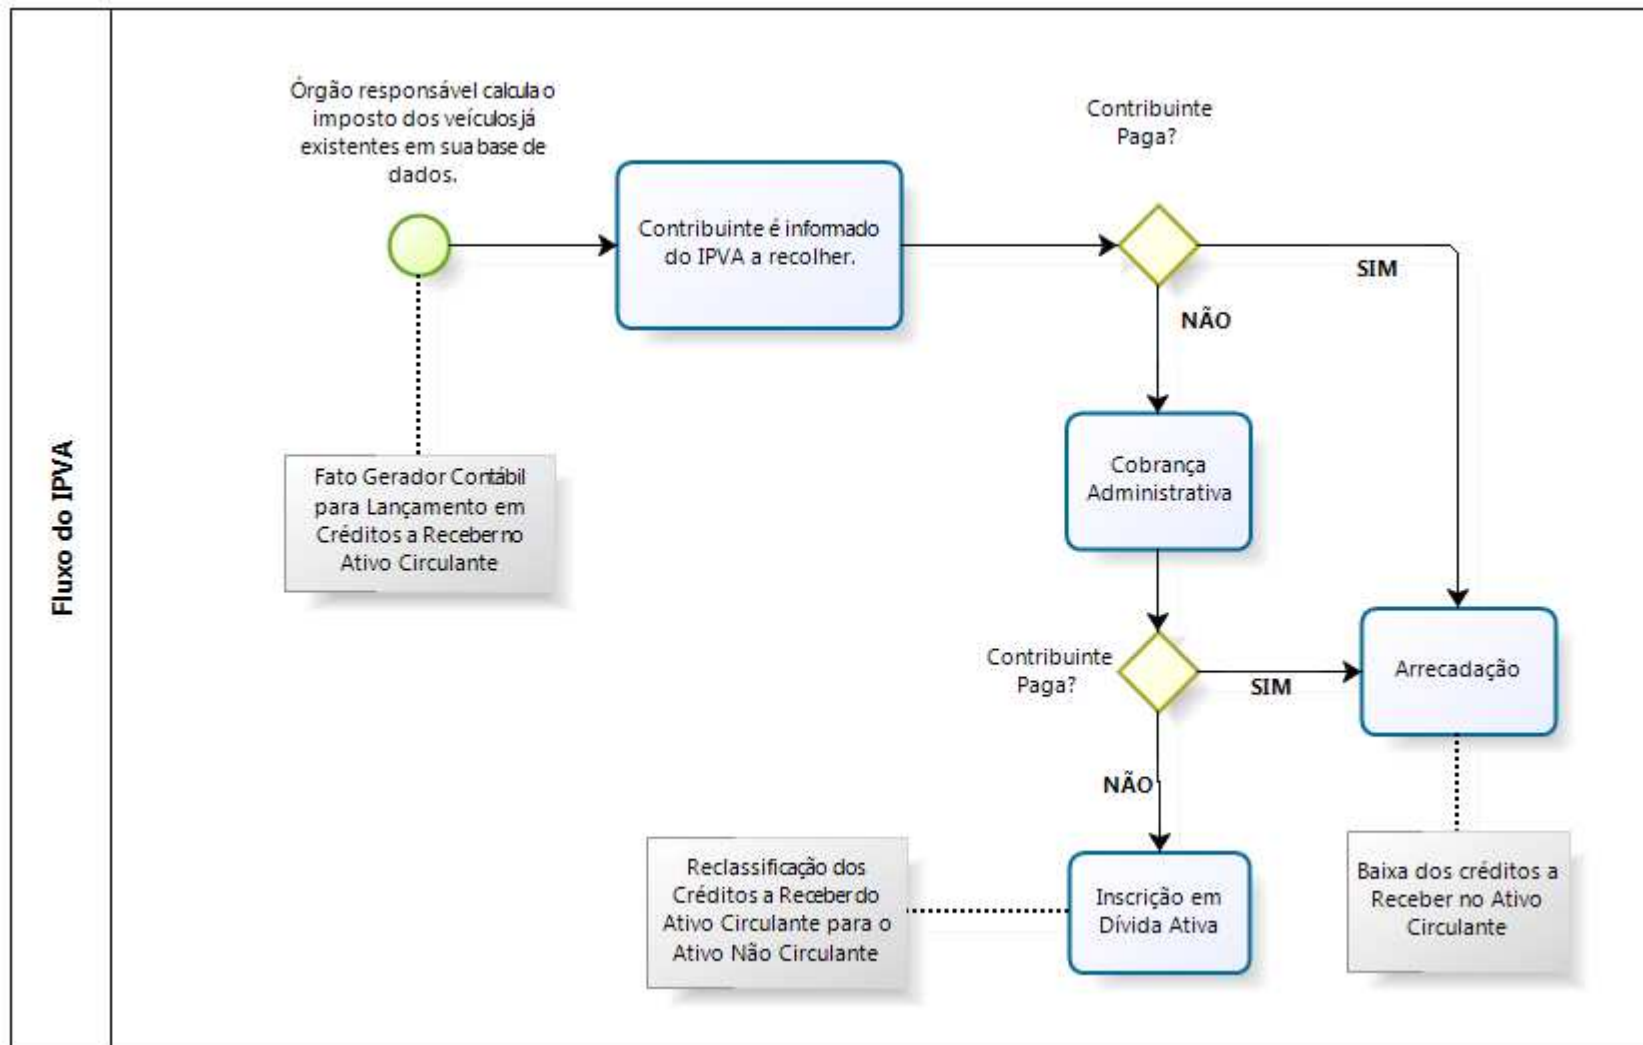 Fluxo do IPVA
Órgão responsável calcula o
imposto dos veículos já
existentes em sua base de
dados.
Contribuinte é informado
do IPVA a recolher.
Contribuinte
Paga?
SIM
NÃO
Fato Gerador Contábil
para Lançamento em
Créditos a Receber no
Ativo Circulante
Cobrança
Administrativa
Contribuinte
Paga?
SIM
Arrecadação
NÃO
Reclassificação dos
Créditos a Receber do
Ativo Circulante para o
Ativo Não Circulante
Inscrição em
Dívida Ativa
Baixa dos créditos a
Receber no Ativo
Circulante